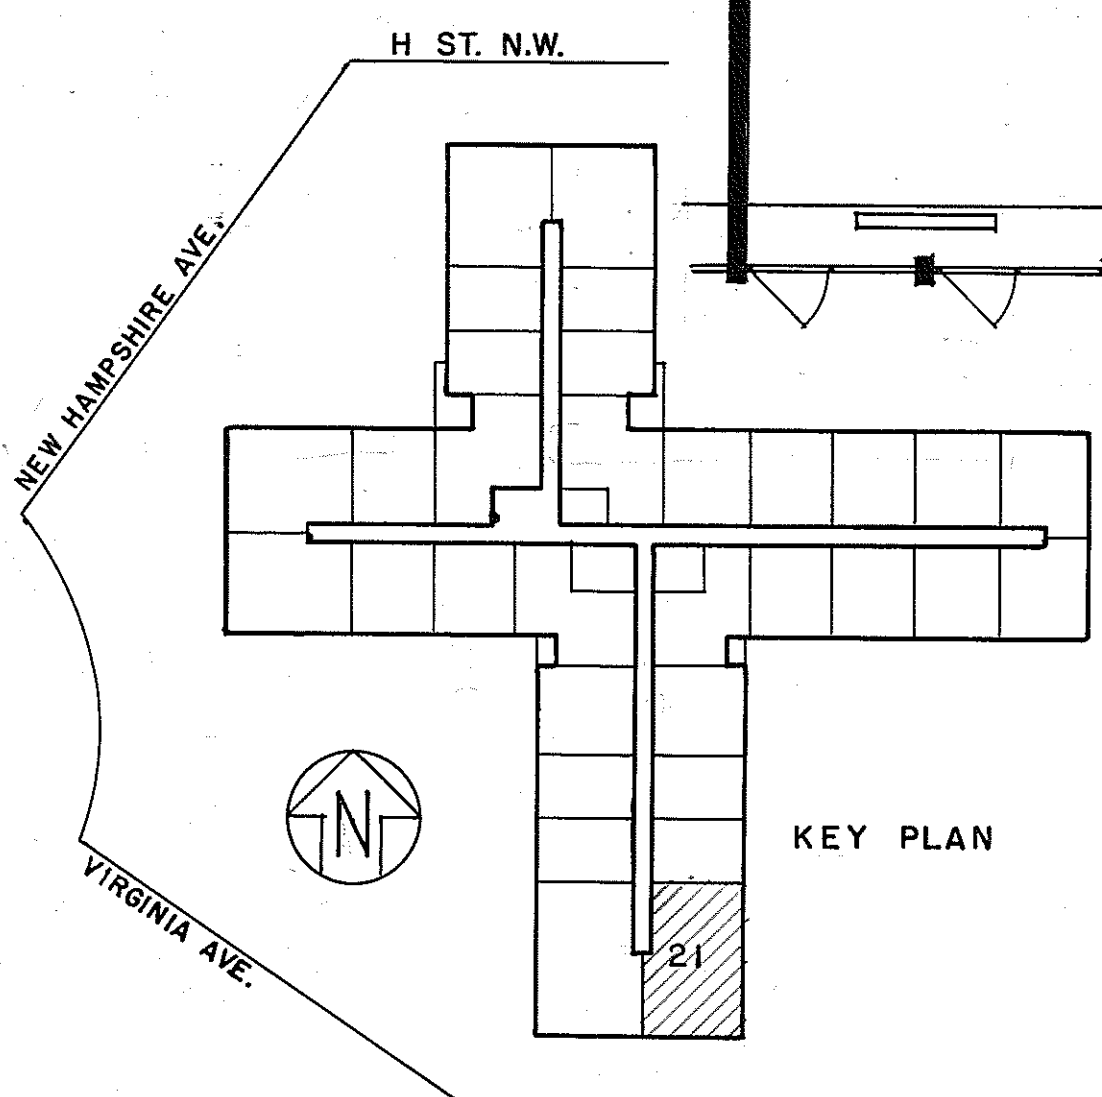 H ST. N.W.
NEW HAMPSHIRE AVE.
N
KEY PLAN
VIRGINIA AVE.
21